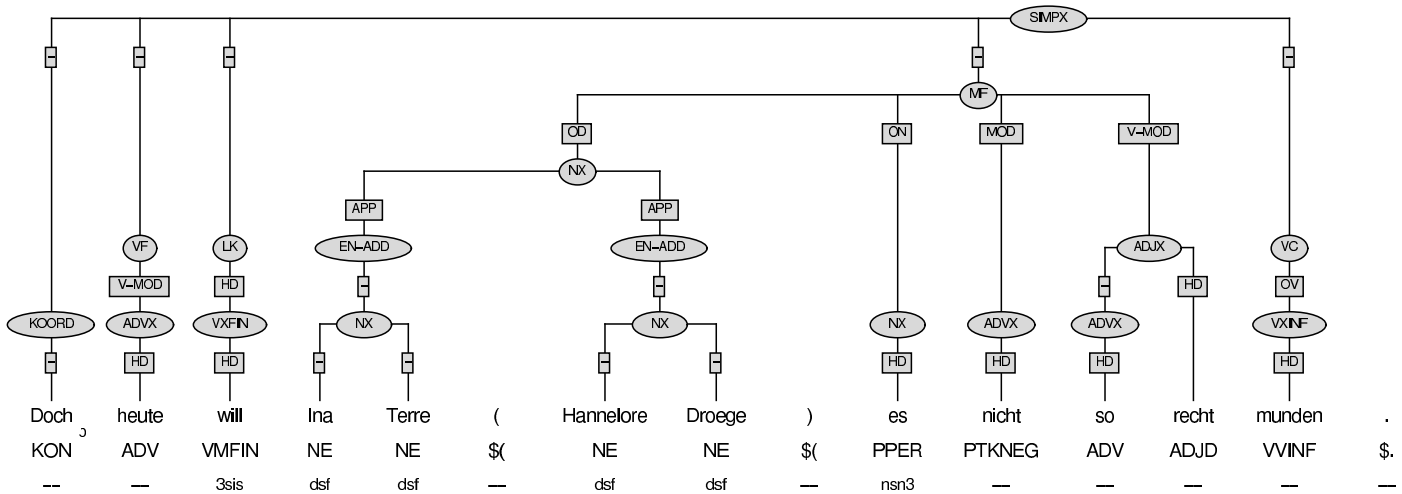 SIMPX
– – – – –
MF
OD ON MOD V–MOD
NX
APP APP
VF LK EN–ADD EN–ADD ADJX VC
V–MOD HD – – – HD OV
KOORD ADVX VXFIN NX NX NX ADVX ADVX VXINF
– HD HD – – – – HD HD HD HD
Doch heute will Ina Terre ( Hannelore Droege ) es nicht so recht munden .
KON ADV VMFIN NE NE $( NE NE $( PPER PTKNEG ADV ADJD VVINF $.
–– –– 3sis dsf dsf –– dsf dsf –– nsn3 –– –– –– –– ––